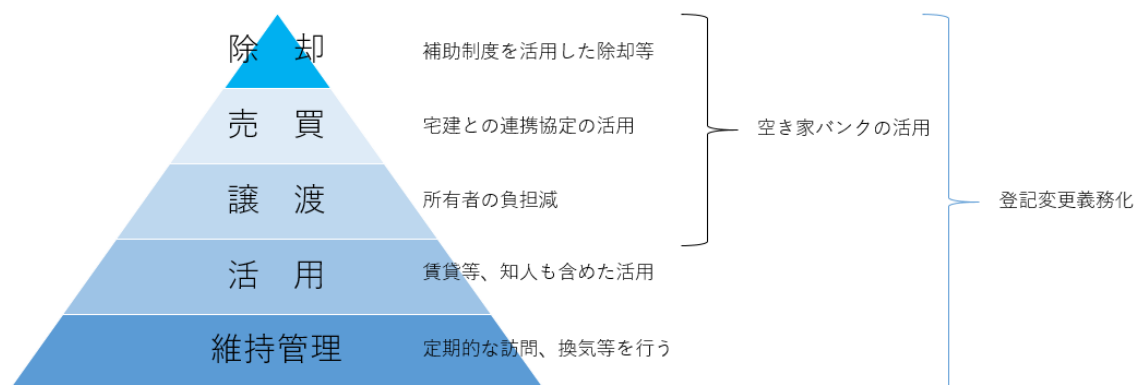 除　却
補助制度を活用した除却等
売　買
宅建との連携協定の活用
空き家バンクの活用
譲　渡
所有者の負担減
登記変更義務化
活　用
賃貸等、知人も含めた活用
維持管理
定期的な訪問、換気等を行う